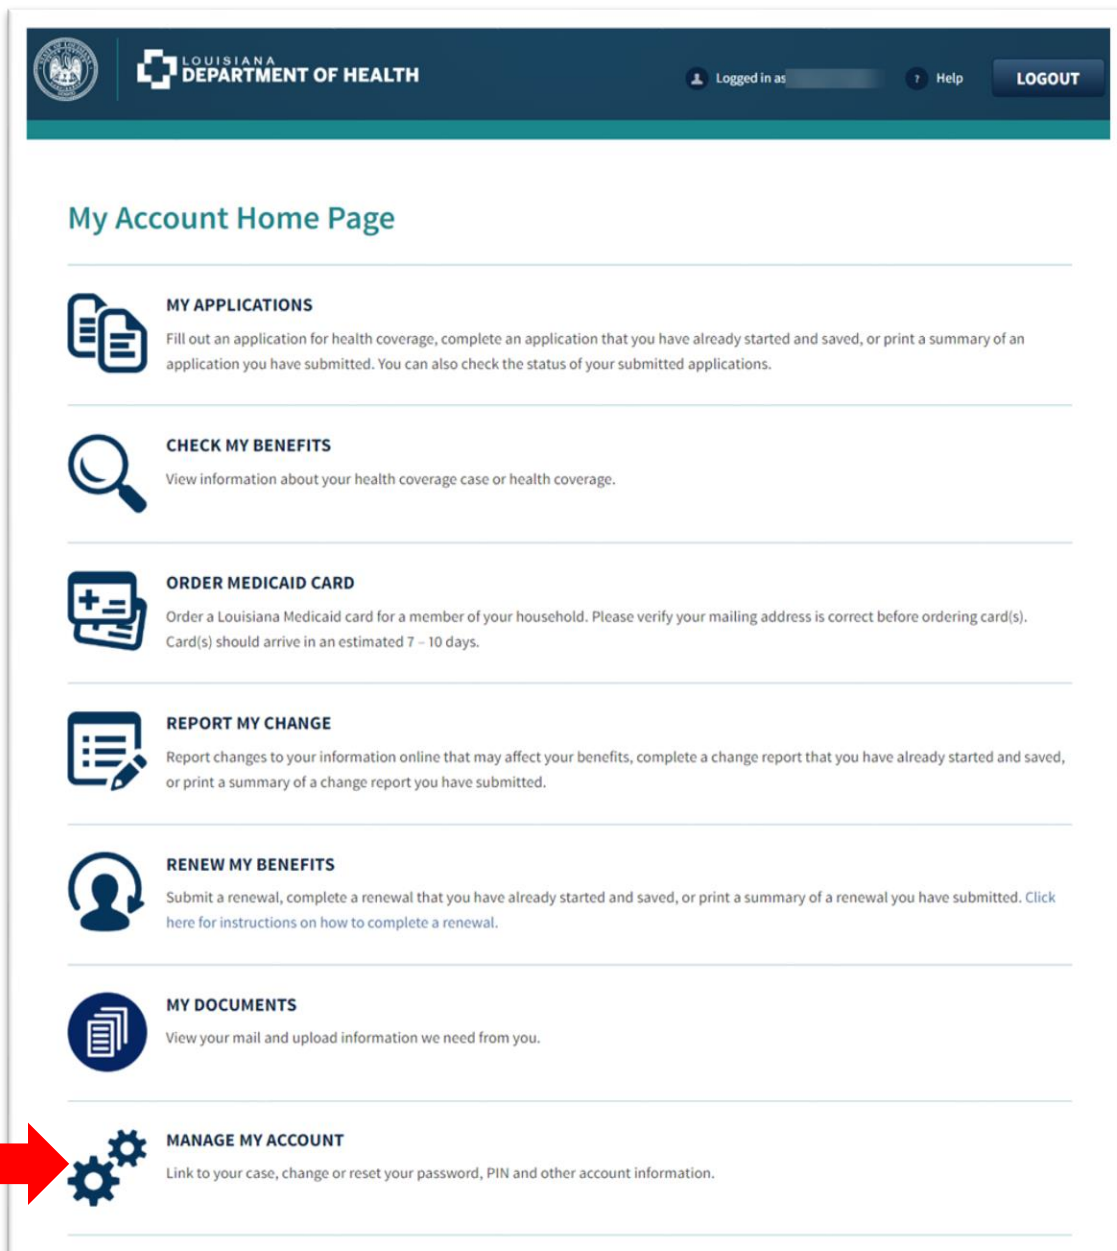 LOUISIANA
DEPARTMENT OF HEALTH
Logged in as
? Help
LOGOUT
My Account Home Page
MY APPLICATIONS
Fill out an application for health coverage, complete an application that you have already started and saved, or print a summary of an
application you have submitted. You can also check the status of your submitted applications.
CHECK MY BENEFITS
View information about your health coverage case or health coverage.
ORDER MEDICAID CARD
Order a Louisiana Medicaid card for a member of your household. Please verify your mailing address is correct before ordering card(s).
Card(s) should arrive in an estimated 7 – 10 days.
REPORT MY CHANGE
Report changes to your information online that may affect your benefits, complete a change report that you have already started and saved,
or print a summary of a change report you have submitted.
RENEW MY BENEFITS
Submit a renewal, complete a renewal that you have already started and saved, or print a summary of a renewal you have submitted. Click
here for instructions on how to complete a renewal.
MY DOCUMENTS
View your mail and upload information we need from you.
MANAGE MY ACCOUNT
Link to your case, change or reset your password, PIN and other account information.